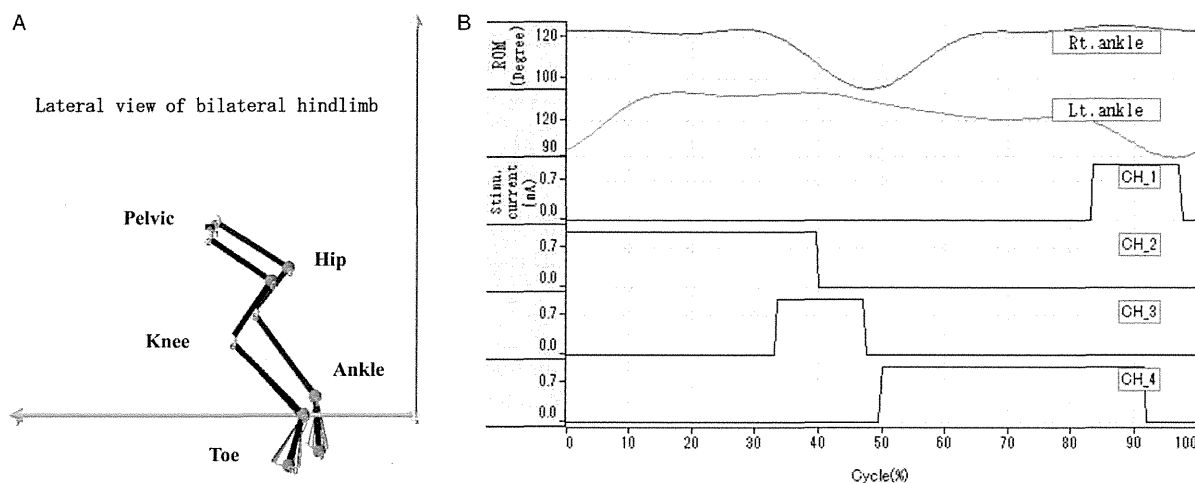 A
Lateral view of bilateral hindlimb
Pelvic
Hip
Knee
Ankle
Toe
B
ROM
(Degree)
120
100
Rt.ankle
120
90
Lt.ankle
Stimu.
current
(mA)
0.7
0.0
CH_1
0.7
0.0
CH_2
0.7
0.0
CH_3
0.7
0.0
CH_4
0 10 20 30 40 50 60 70 80 90 100
Cycle(%)